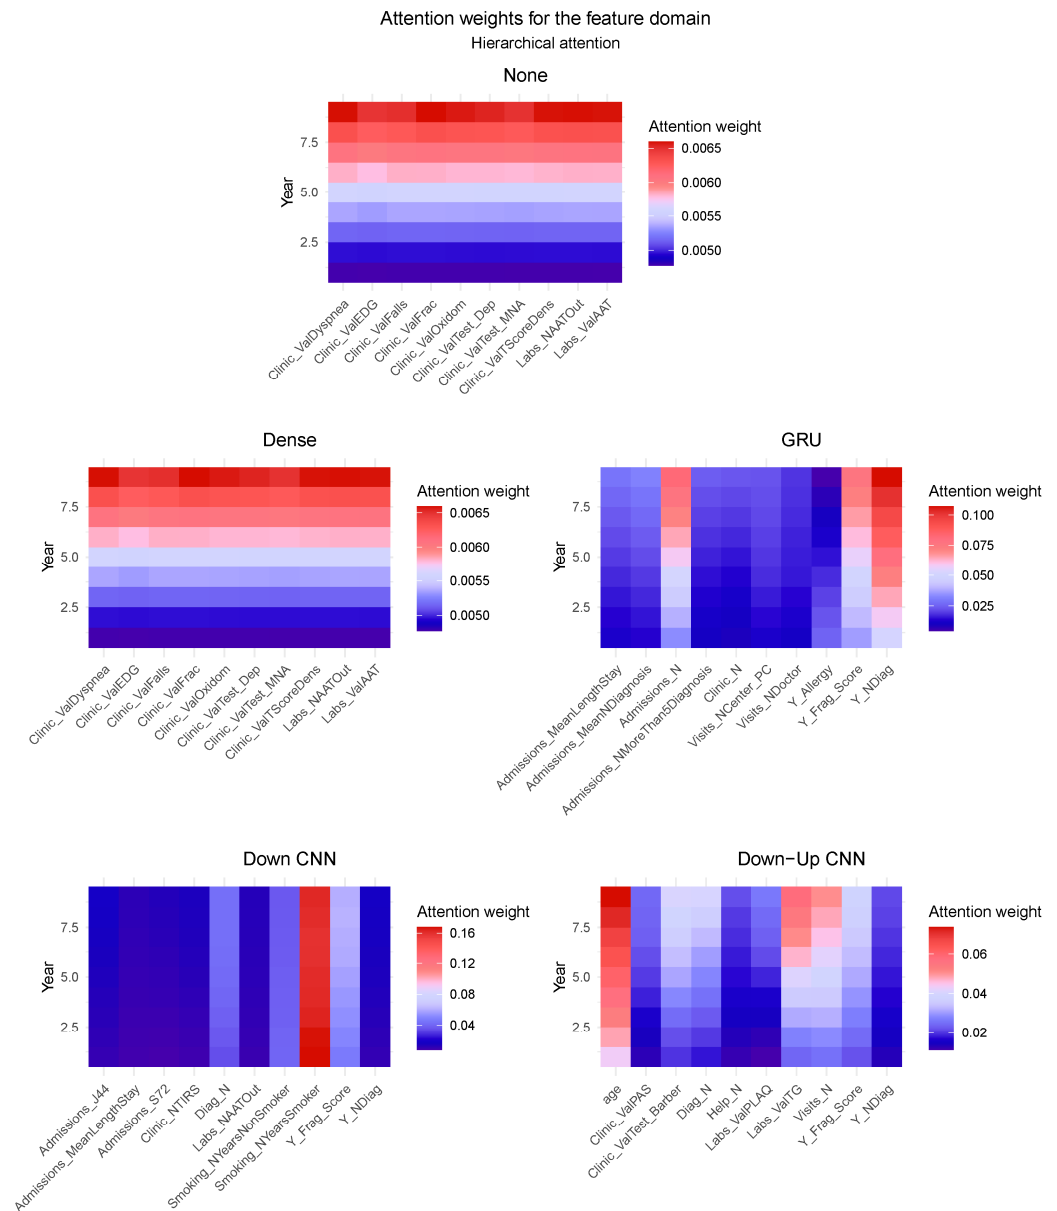 Attention weights for the feature domain
Hierarchical attention
None
Year
7.5
5.0
2.5
Clinic_ValDyspnea
Clinic_ValEDG
Clinic_ValFalls
Clinic_ValFrac
Clinic_ValOxidom
Clinic_ValTest_Dep
Clinic_ValTest_MNA
Clinic_ValTScoreDens
Labs_NAATOut
Labs_ValAAT
Attention weight
0.0065
0.0060
0.0055
0.0050
Dense
Year
7.5
5.0
2.5
Clinic_ValDyspnea
Clinic_ValEDG
Clinic_ValFalls
Clinic_ValFrac
Clinic_ValOxidom
Clinic_ValTest_Dep
Clinic_ValTest_MNA
Clinic_ValTScoreDens
Labs_NAATOut
Labs_ValAAT
Attention weight
0.0065
0.0060
0.0055
0.0050
GRU
Year
7.5
5.0
2.5
Admissions_MeanLengthStay
Admissions_MeanNDiagnosis
Admissions_N
Admissions_NMoreThan5Diagnosis
Clinic_N
Visits_NCenter_PC
Visits_NDoctor
Y_Allergy
Y_Frag_Score
Y_NDiag
Attention weight
0.100
0.075
0.050
0.025
Down CNN
Year
7.5
5.0
2.5
Admissions_J44
Admissions_MeanLengthStay
Admissions_S72
Clinic_NTIRS
Diag_N
Labs_NAATOut
Smoking_NYearsNonSmoker
Smoking_NYearsSmoker
Y_Frag_Score
Y_NDiag
Attention weight
0.16
0.12
0.08
0.04
Down−Up CNN
Year
7.5
5.0
2.5
age
Clinic_ValPAS
Clinic_ValTest_Barber
Diag_N
Help_N
Labs_ValPLAQ
Labs_ValTG
Visits_N
Y_Frag_Score
Y_NDiag
Attention weight
0.06
0.04
0.02